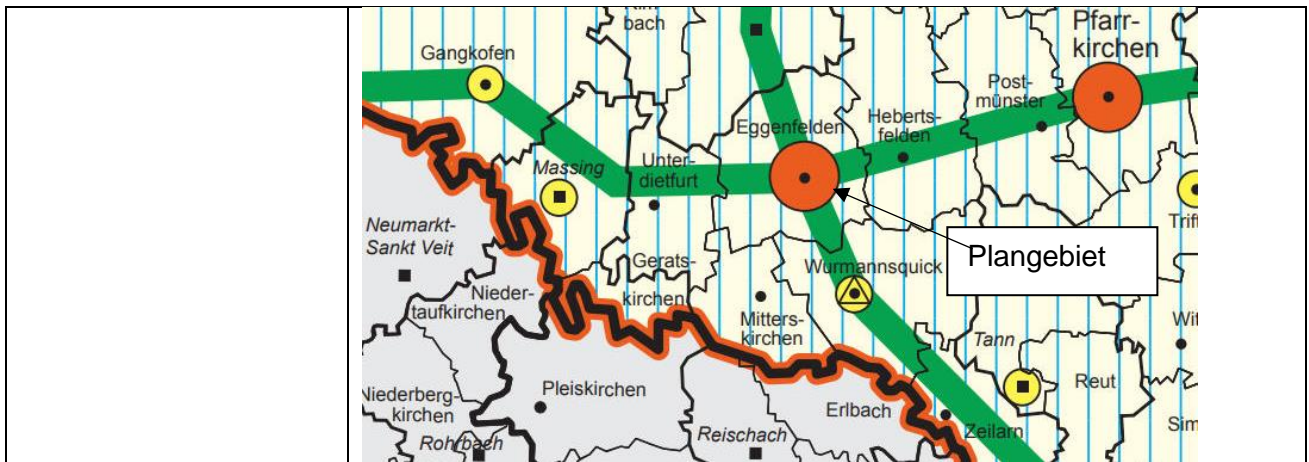 bach
Pfarr-
kirchen
Gangkofen
Post-
münster
Eggenfelden
Heberts-
felden
Massing
Unter-
dietfurt
Neumarkt-
Sankt Veit
Plangebiet
Gerats-
kirchen
Wurmannsquick
Nieder-
taufkirchen
Mitters-
kirchen
Tann
Reut
Pleiskirchen
Niederberg-
kirchen
Erlbach
Zeilarn
Sim
Rohrbach
Reischach